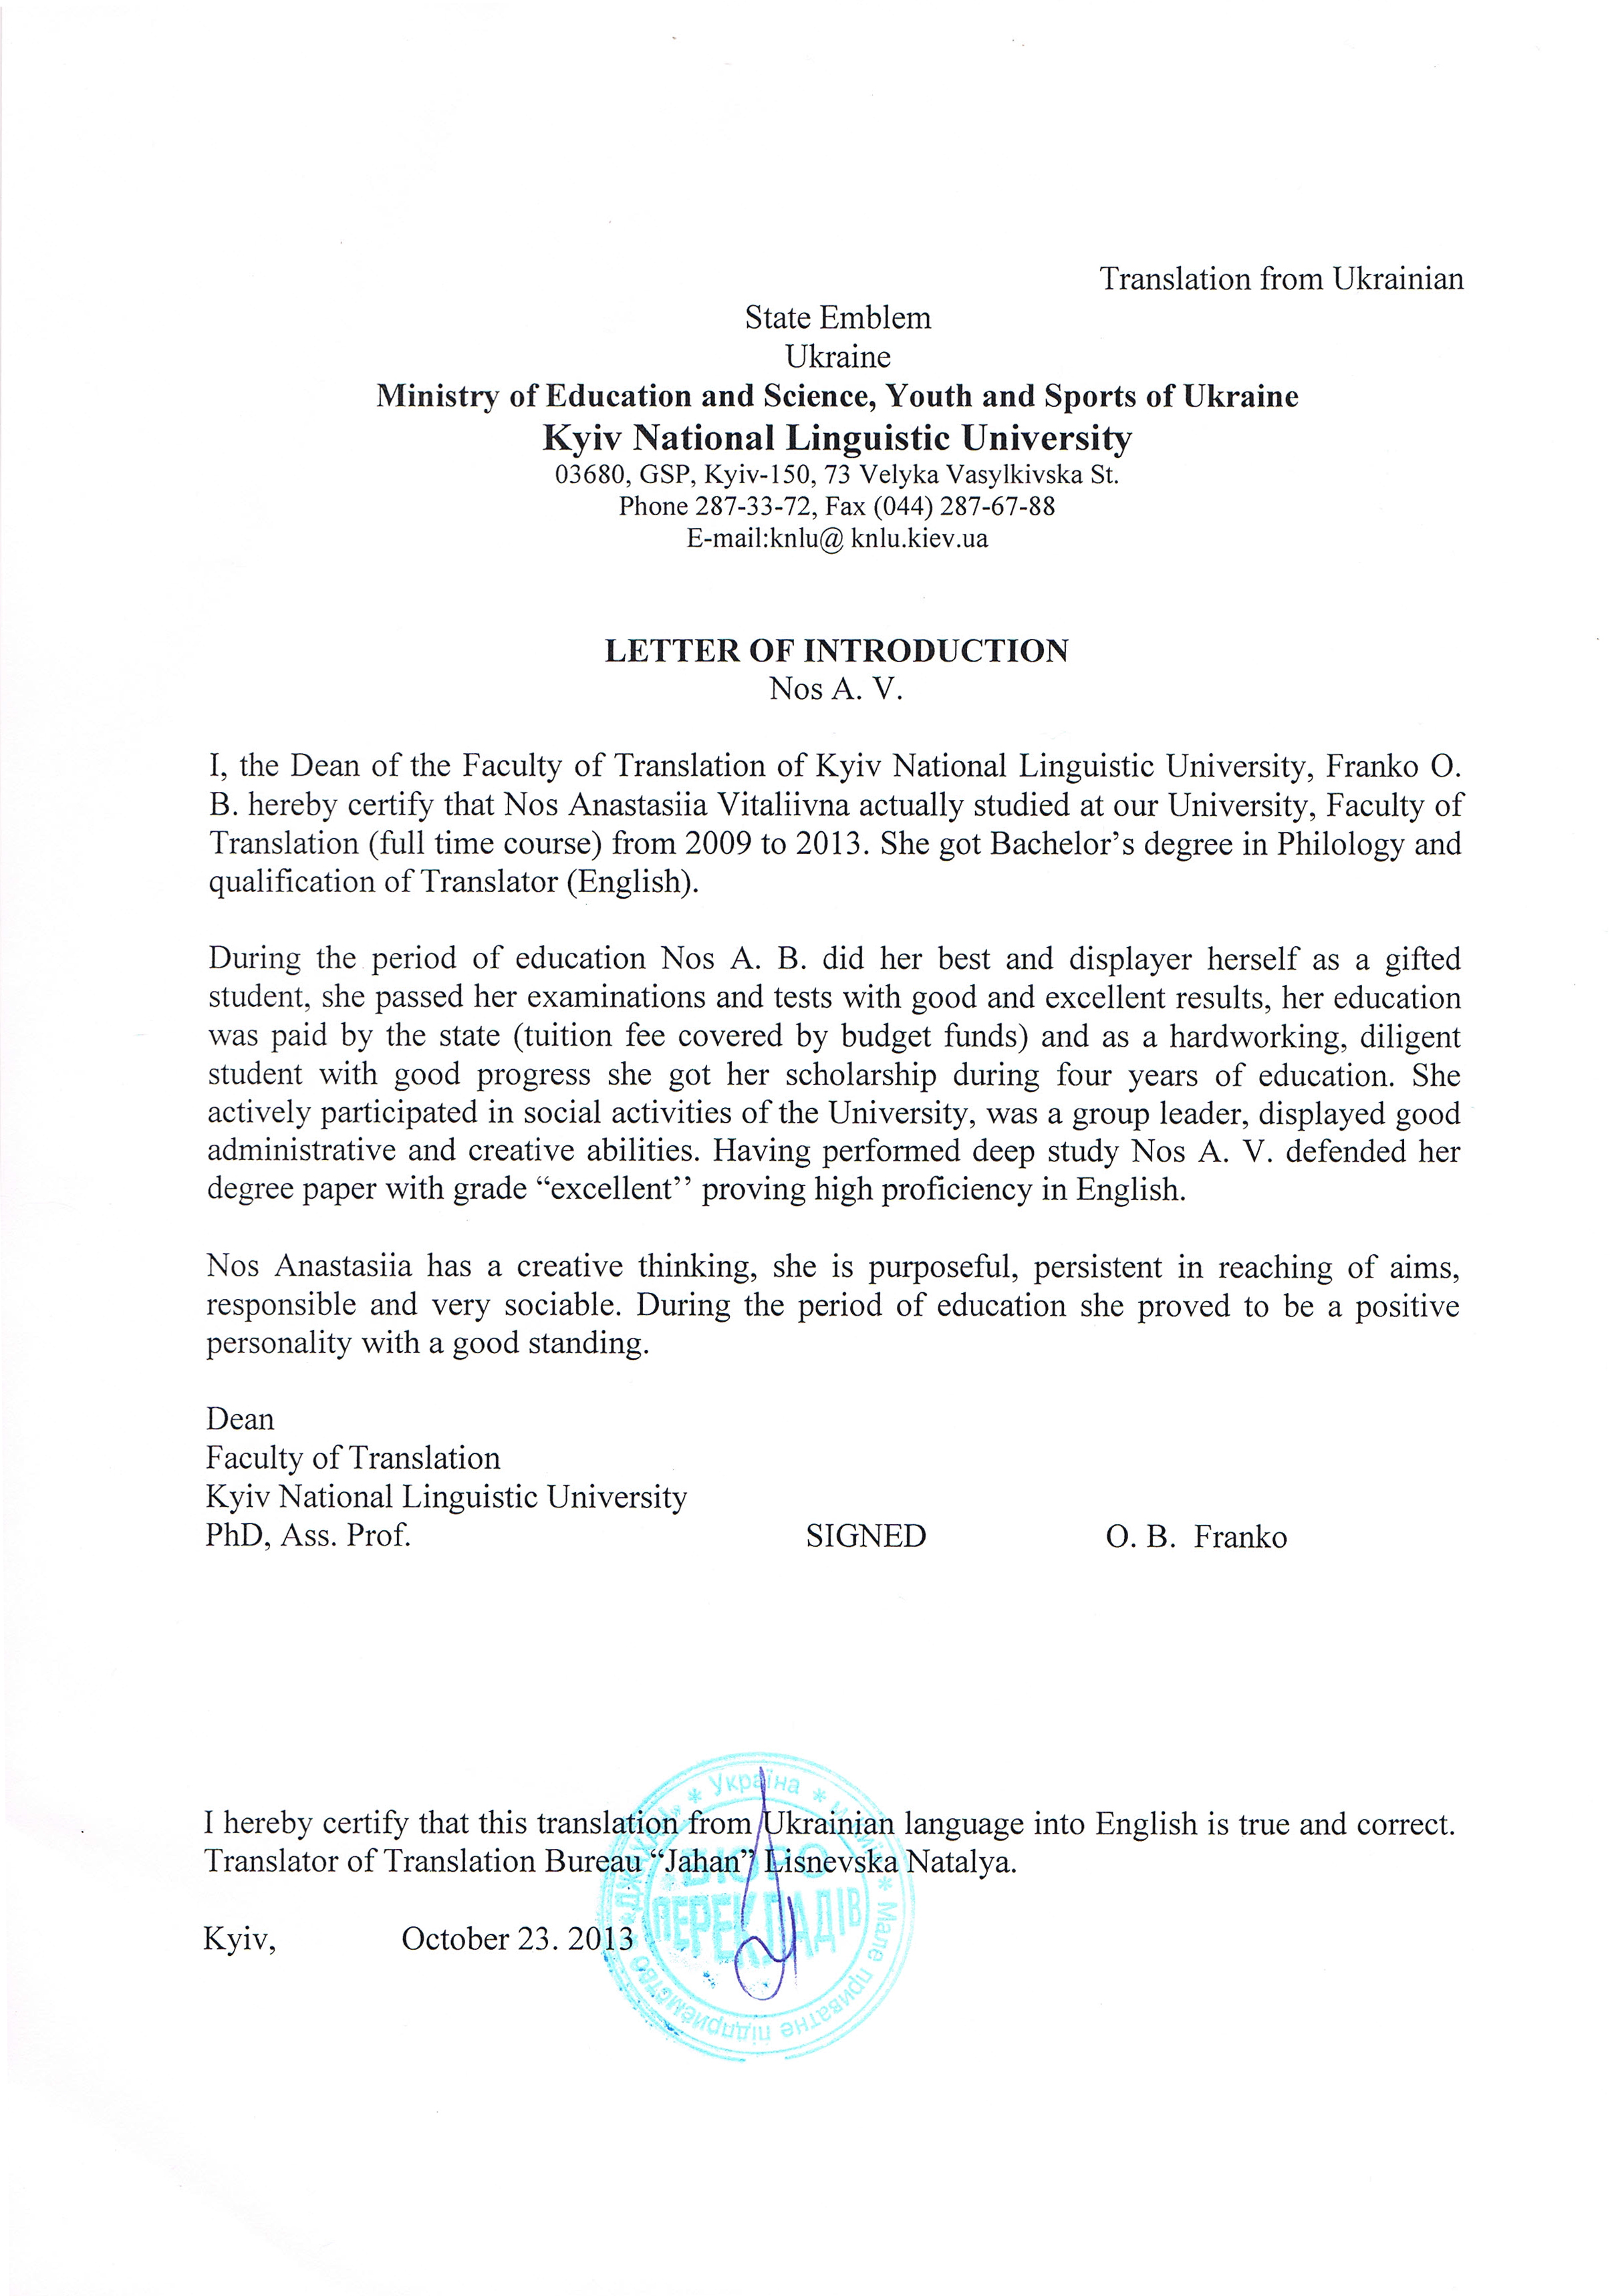 Translation from Ukrainian
State Emblem
Ukraine
Ministry of Education and Science, Youth and Sports of Ukraine
Kyiv National Linguistic University
03680, GSP, Kyiv-150, 73 Velyka Vasylkivska St.
Phone 287-33-72, Fax (044) 287-67-88
E-mail:knlu@ knlu.kiev.ua
LETTER OF INTRODUCTION
Nos A. V.
I, the Dean of the Faculty of Translation of Kyiv National Linguistic University, Franko O.
B. hereby certify that Nos Anastasiia Vitaliivna actually studied at our University, Faculty of
Translation (full time course) from 2009 to 2013. She got Bachelor’s degree in Philology and
qualification of Translator (English).
During the period of education Nos A. B. did her best and displayer herself as a gifted
student, she passed her examinations and tests with good and excellent results, her education
was paid by the state (tuition fee covered by budget funds) and as a hardworking, diligent
student with good progress she got her scholarship during four years of education. She
actively participated in social activities of the University, was a group leader, displayed good
administrative and creative abilities. Having performed deep study Nos A. V. defended her
degree paper with grade “excellent’’ proving high proficiency in English.
Nos Anastasiia has a creative thinking, she is purposeful, persistent in reaching of aims,
responsible and very sociable. During the period of education she proved to be a positive
personality with a good standing.
Dean
Faculty of Translation
Kyiv National Linguistic University
PhD, Ass. Prof. SIGNED O. B. Franko
I hereby certify that this translation from Ukrainian language into English is true and correct.
Translator of Translation Bureau “Jahan” Lisnevska Natalya.
Kyiv, October 23. 2013
Україна * м. Київ * Мале приватне підприємство
БЮРО
ПЕРЕКЛАДІВ